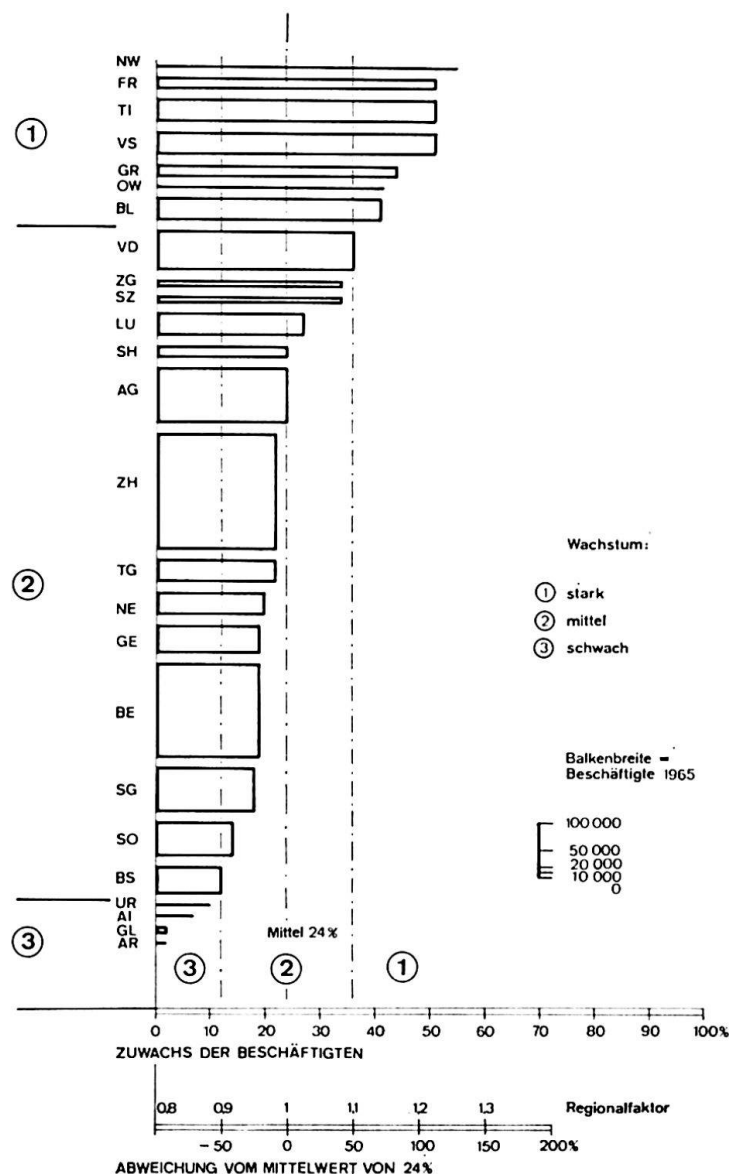 NW
FR
TI
①
VS
GR
OW
BL
VD
ZG
SZ
LU
SH
AG
ZH
Wachstum:
TG
②
① stark
NE
② mittel
GE
③ schwach
BE
Balkenbreite =
Beschäftigte 1965
SG
100 000
SO
50 000
20 000
10 000
BS
0
UR
AI
GL
Mittel 24%
③
AR
③ ② ①
0 10 20 30 40 50 60 70 80 90 100%
ZUWACHS DER BESCHÄFTIGTEN
0,8 0,9 1 1,1 1,2 1,3 Regionalfaktor
- 50 0 50 100 150 200%
ABWEICHUNG VOM MITTELWERT VON 24%